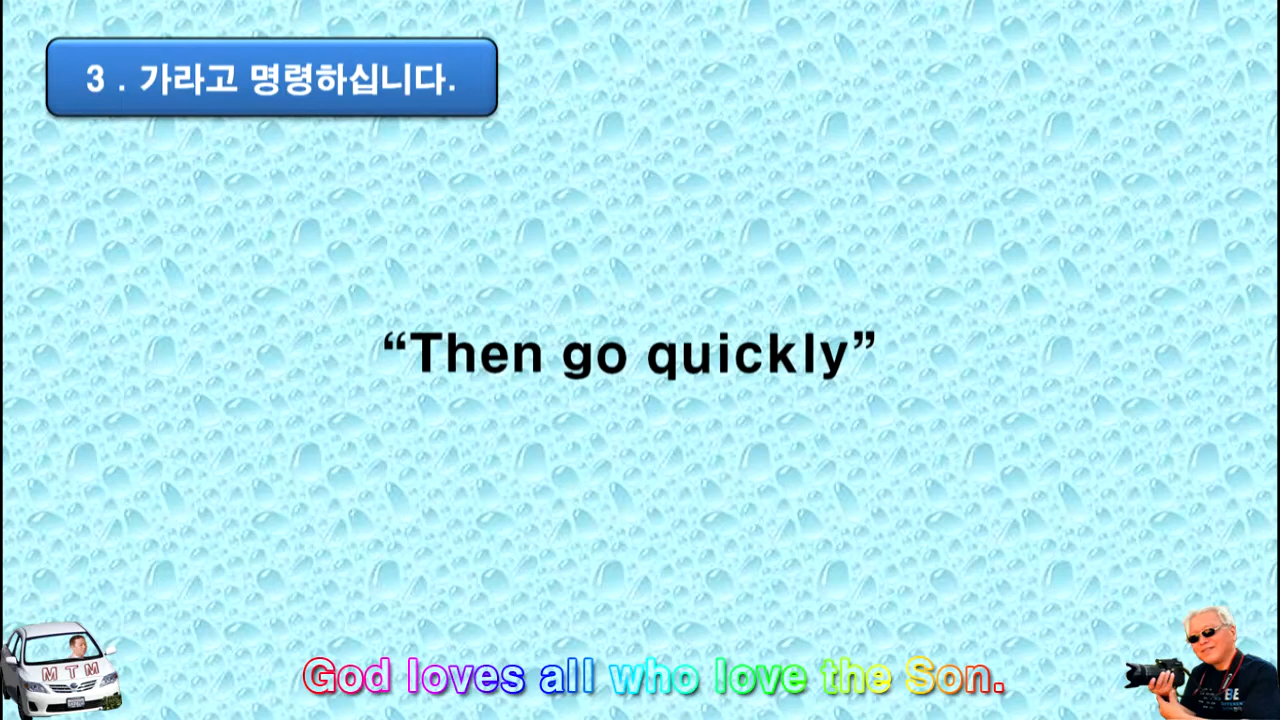 3 . 가라고 명령하십니다.
“Then go quickly”
M T M
God loves all who love the Son.
BE